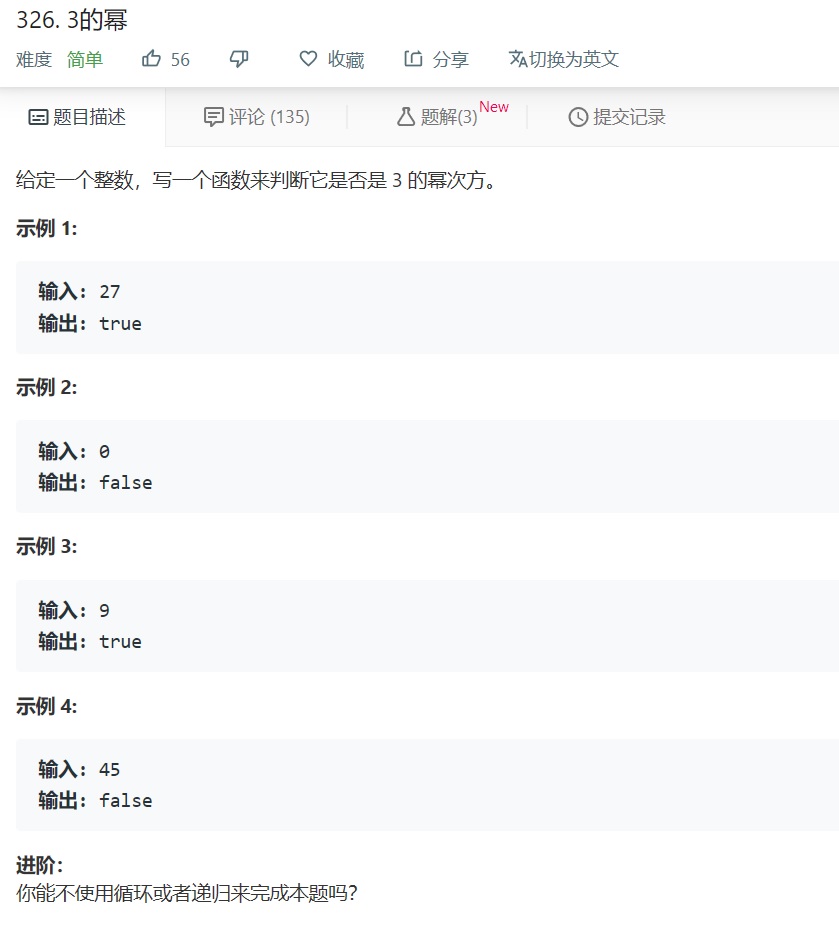 326. 3的幂
难度 简单 56 收藏 分享 切换为英文
题目描述 评论 (135) 题解(3) New 提交记录
给定一个整数，写一个函数来判断它是否是 3 的幂次方。
示例 1:
输入: 27
输出: true
示例 2:
输入: 0
输出: false
示例 3:
输入: 9
输出: true
示例 4:
输入: 45
输出: false
进阶：
你能不使用循环或者递归来完成本题吗？